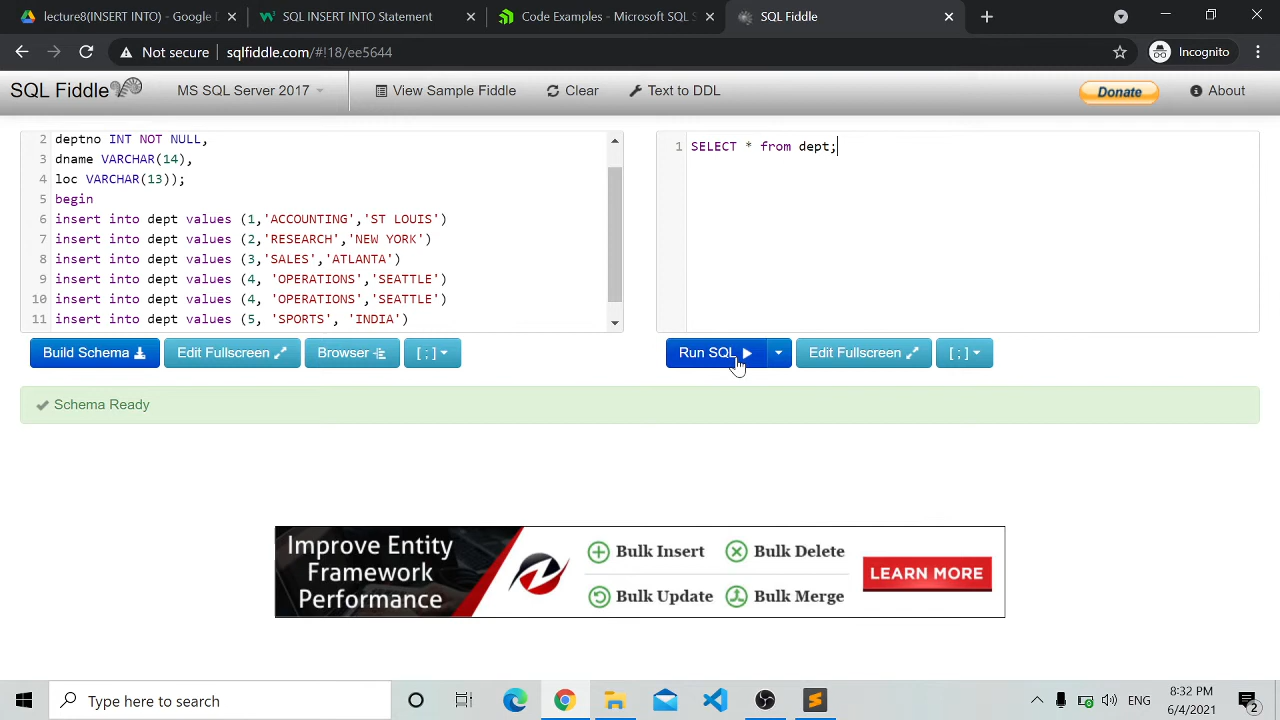 lecture8(INSERT INTO) - Google D
SQL INSERT INTO Statement
Code Examples - Microsoft SQL S
SQL Fiddle
Not secure
sqlfiddle.com/#!18/ee5644
Incognito
SQL Fiddle
MS SQL Server 2017
View Sample Fiddle
Clear
Text to DDL
Donate
About
2 deptno INT NOT NULL,
3 dname VARCHAR(14),
4 loc VARCHAR(13));
5 begin
6 insert into dept values (1,'ACCOUNTING','ST LOUIS')
7 insert into dept values (2,'RESEARCH','NEW YORK')
8 insert into dept values (3,'SALES','ATLANTA')
9 insert into dept values (4, 'OPERATIONS','SEATTLE')
10 insert into dept values (4, 'OPERATIONS','SEATTLE')
11 insert into dept values (5, 'SPORTS', 'INDIA')
1 SELECT * from dept;
Build Schema
Edit Fullscreen
Browser
[ ; ]
Run SQL
Edit Fullscreen
[ ; ]
Schema Ready
Improve Entity
Framework
Performance
Bulk Insert
Bulk Delete
Bulk Update
Bulk Merge
LEARN MORE
Type here to search
ENG
8:32 PM
6/4/2021
2